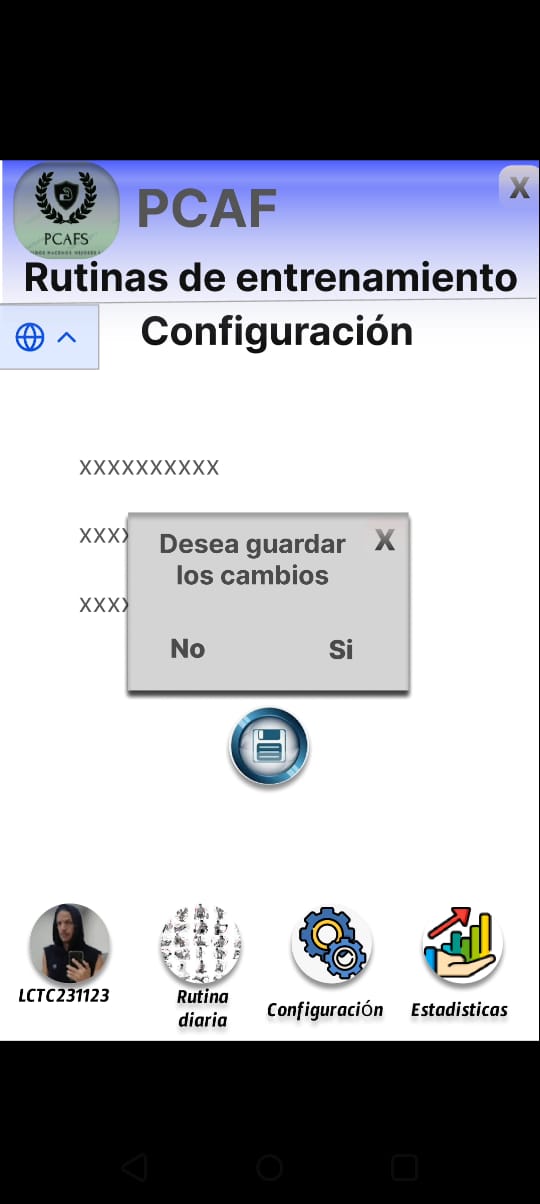 PCAF
X
PCAFS
Rutinas de entrenamiento
Configuración
XXXXXXXXXX
XXXX
Desea guardar
los cambios
X
XXXX
No
Si
LCTC231123
Rutina
diaria
Configuración
Estadisticas